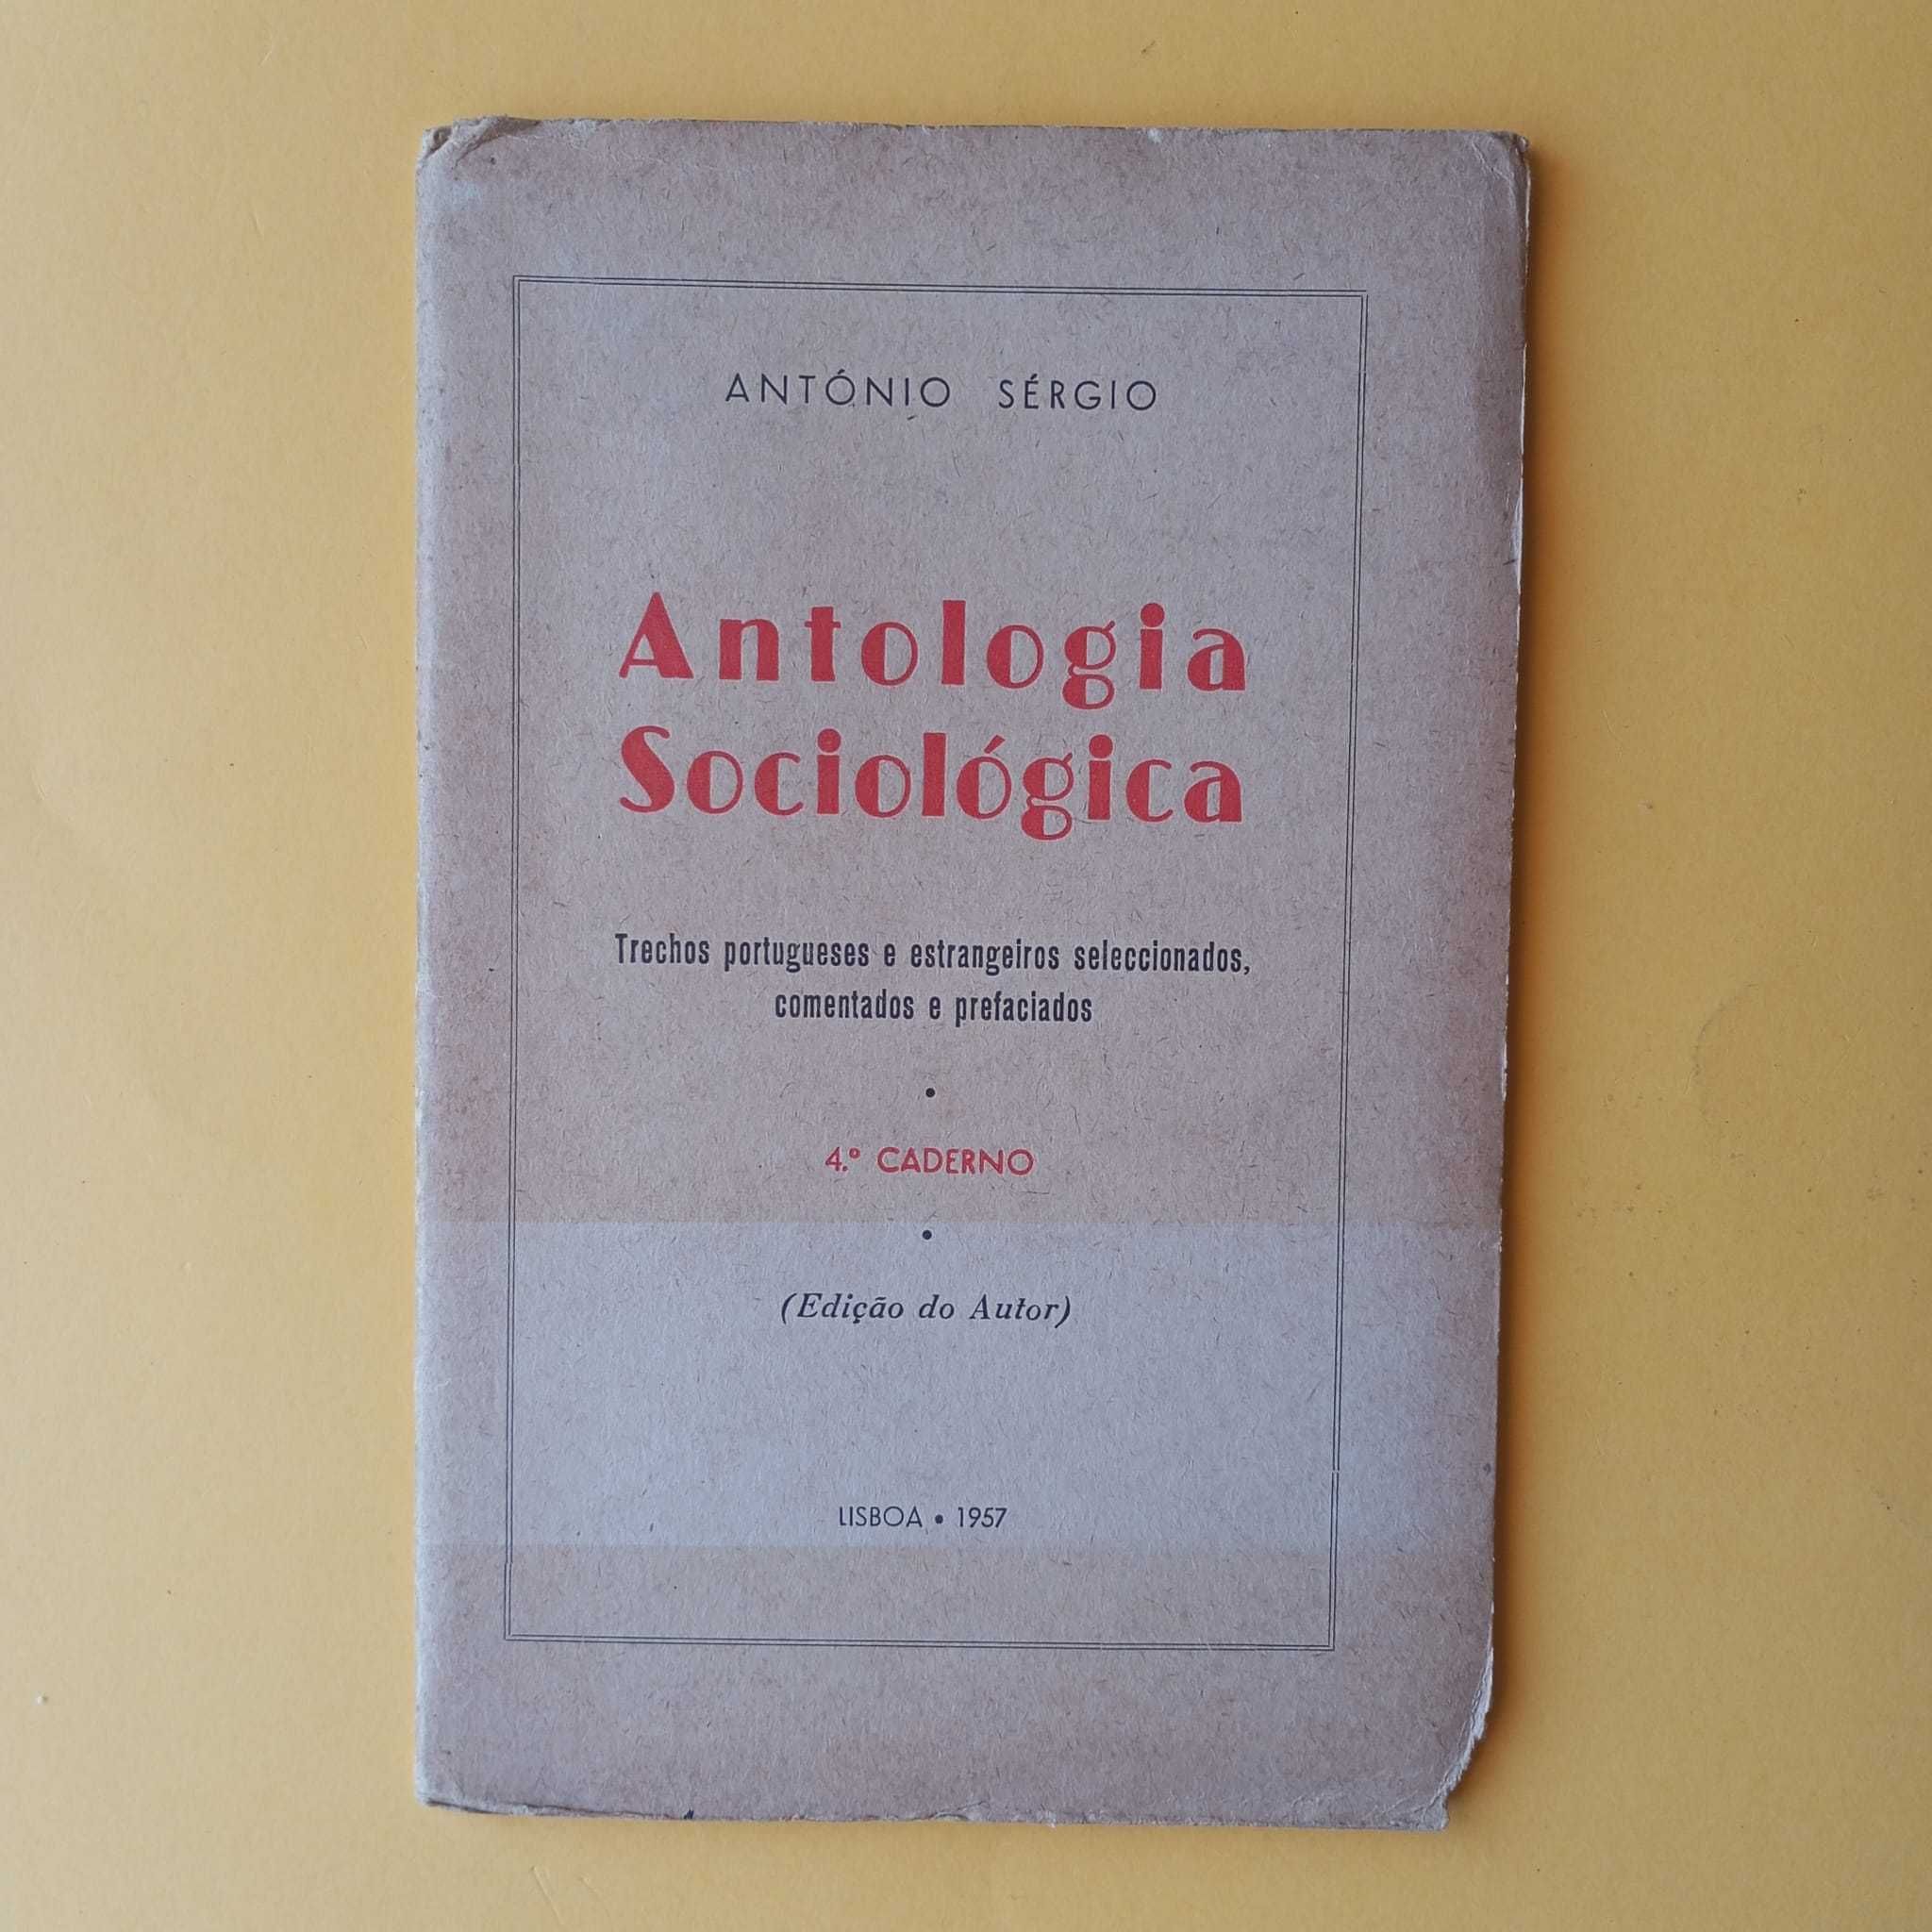 ANTÓNIO SÉRGIO
Antologia
Sociológica
Trechos portugueses e estrangeiros seleccionados,
comentados e prefaciados
•
4.º CADERNO
•
(Edição do Autor)
LISBOA • 1957